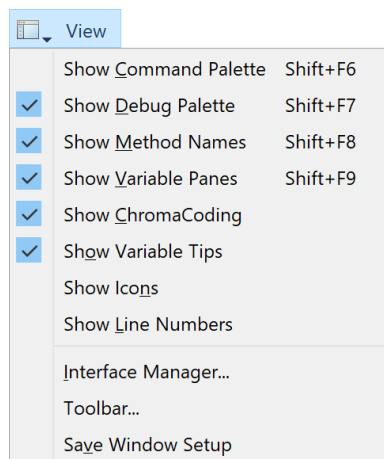 View
Show Command Palette Shift+F6
Show Debug Palette Shift+F7
Show Method Names Shift+F8
Show Variable Panes Shift+F9
Show ChromaCoding
Show Variable Tips
Show Icons
Show Line Numbers
Interface Manager...
Toolbar...
Save Window Setup